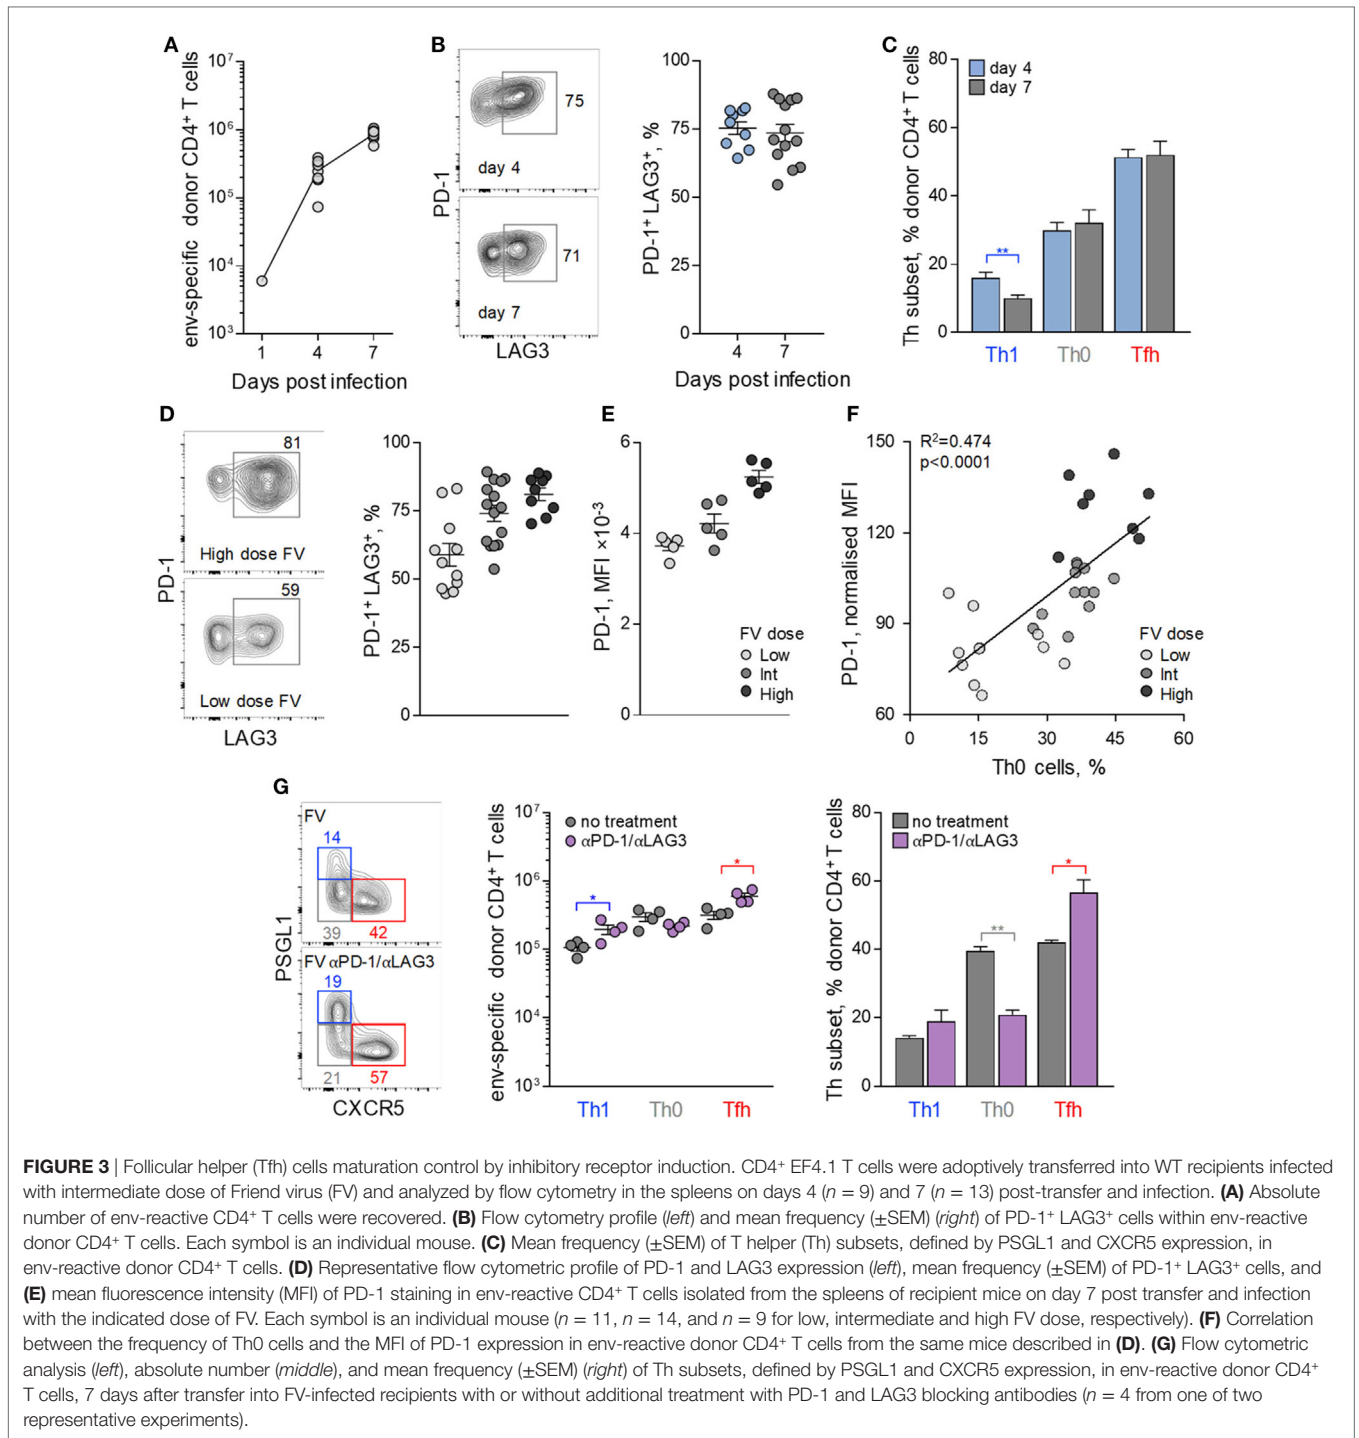 A
env-specific donor CD4+ T cells
10⁷
10⁶
10⁵
10⁴
10³
1 4 7
Days post infection
B
PD-1
75
day 4
71
day 7
LAG3
PD-1⁺ LAG3⁺, %
100
75
50
25
0
4 7
Days post infection
C
Th subset, % donor CD4⁺ T cells
80
60
40
20
0
day 4
day 7
**
Th1 Th0 Tfh
D
PD-1
81
High dose FV
59
Low dose FV
LAG3
PD-1⁺ LAG3⁺, %
100
75
50
25
0
E
PD-1, MFI ×10⁻³
6
4
2
0
FV dose
Low
Int
High
F
PD-1, normalised MFI
150
120
90
60
R²=0.474
p<0.0001
FV dose
Low
Int
High
0 15 30 45 60
Th0 cells, %
G
PSGL1
FV
14
39 42
FV αPD-1/αLAG3
19
21 57
CXCR5
env-specific donor CD4⁺ T cells
10⁷
10⁶
10⁵
10⁴
10³
no treatment
αPD-1/αLAG3
* *
Th1 Th0 Tfh
Th subset, % donor CD4⁺ T cells
80
60
40
20
0
no treatment
αPD-1/αLAG3
** *
Th1 Th0 Tfh
FIGURE 3 | Follicular helper (Tfh) cells maturation control by inhibitory receptor induction. CD4⁺ EF4.1 T cells were adoptively transferred into WT recipients infected
with intermediate dose of Friend virus (FV) and analyzed by flow cytometry in the spleens on days 4 (n = 9) and 7 (n = 13) post-transfer and infection. (A) Absolute
number of env-reactive CD4⁺ T cells were recovered. (B) Flow cytometry profile (left) and mean frequency (±SEM) (right) of PD-1⁺ LAG3⁺ cells within env-reactive
donor CD4⁺ T cells. Each symbol is an individual mouse. (C) Mean frequency (±SEM) of T helper (Th) subsets, defined by PSGL1 and CXCR5 expression, in
env-reactive donor CD4⁺ T cells. (D) Representative flow cytometric profile of PD-1 and LAG3 expression (left), mean frequency (±SEM) of PD-1⁺ LAG3⁺ cells, and
(E) mean fluorescence intensity (MFI) of PD-1 staining in env-reactive CD4⁺ T cells isolated from the spleens of recipient mice on day 7 post transfer and infection
with the indicated dose of FV. Each symbol is an individual mouse (n = 11, n = 14, and n = 9 for low, intermediate and high FV dose, respectively). (F) Correlation
between the frequency of Th0 cells and the MFI of PD-1 expression in env-reactive donor CD4⁺ T cells from the same mice described in (D). (G) Flow cytometric
analysis (left), absolute number (middle), and mean frequency (±SEM) (right) of Th subsets, defined by PSGL1 and CXCR5 expression, in env-reactive donor CD4⁺
T cells, 7 days after transfer into FV-infected recipients with or without additional treatment with PD-1 and LAG3 blocking antibodies (n = 4 from one of two
representative experiments).